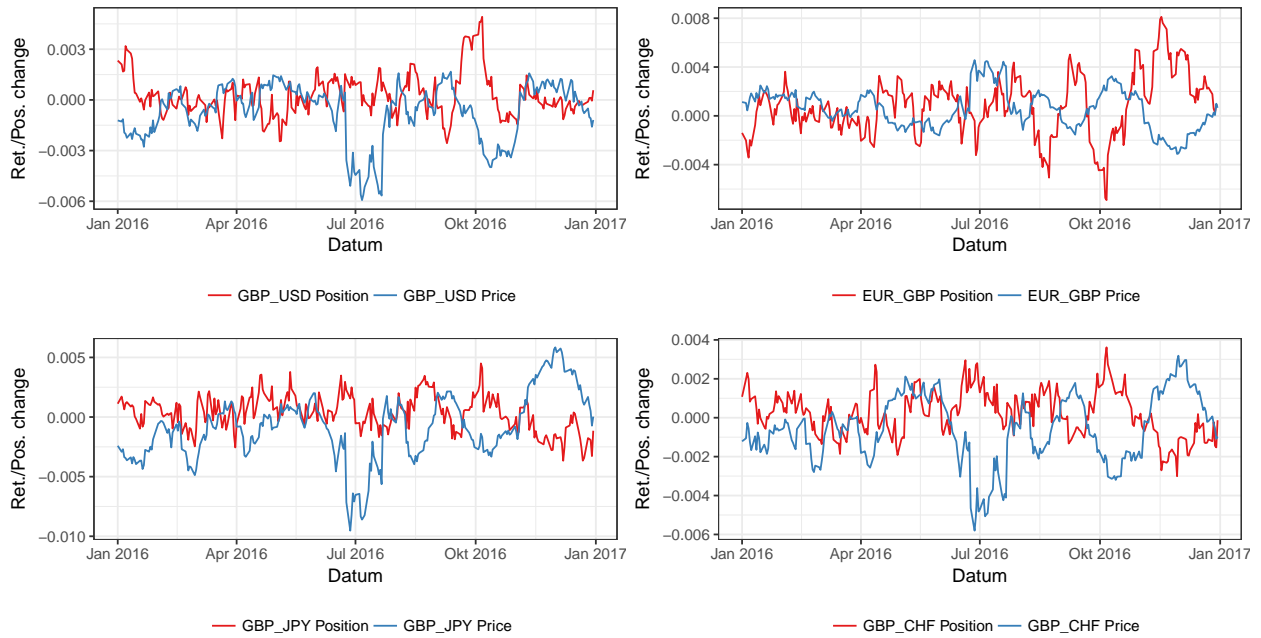 Ret./Pos. change
0.003
0.000
−0.003
−0.006
Jan 2016 Apr 2016 Jul 2016 Okt 2016 Jan 2017
Datum
GBP_USD Position GBP_USD Price
Ret./Pos. change
0.008
0.004
0.000
−0.004
Jan 2016 Apr 2016 Jul 2016 Okt 2016 Jan 2017
Datum
EUR_GBP Position EUR_GBP Price
Ret./Pos. change
0.005
0.000
−0.005
−0.010
Jan 2016 Apr 2016 Jul 2016 Okt 2016 Jan 2017
Datum
GBP_JPY Position GBP_JPY Price
Ret./Pos. change
0.004
0.002
0.000
−0.002
−0.004
−0.006
Jan 2016 Apr 2016 Jul 2016 Okt 2016 Jan 2017
Datum
GBP_CHF Position GBP_CHF Price